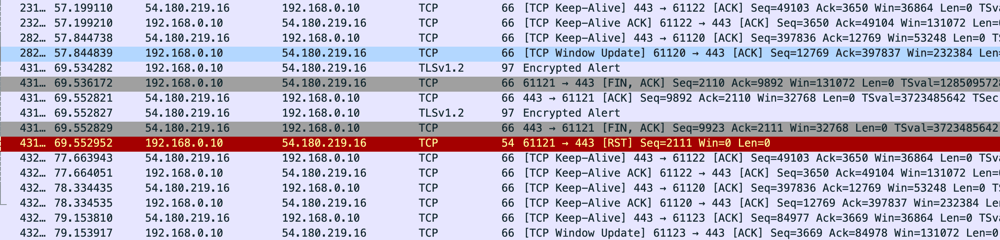 231… 57.199110 54.180.219.16 192.168.0.10 TCP 66 [TCP Keep-Alive] 443 → 61122 [ACK] Seq=49103 Ack=3650 Win=36864 Len=0 TSva
232… 57.199210 192.168.0.10 54.180.219.16 TCP 66 [TCP Keep-Alive ACK] 61122 → 443 [ACK] Seq=3650 Ack=49104 Win=131072 Len=0
282… 57.844738 54.180.219.16 192.168.0.10 TCP 66 [TCP Keep-Alive] 443 → 61120 [ACK] Seq=397836 Ack=12769 Win=53248 Len=0 TS
282… 57.844839 192.168.0.10 54.180.219.16 TCP 66 [TCP Window Update] 61120 → 443 [ACK] Seq=12769 Ack=397837 Win=232384 Len=
431… 69.534282 192.168.0.10 54.180.219.16 TLSv1.2 97 Encrypted Alert
431… 69.536172 192.168.0.10 54.180.219.16 TCP 66 61121 → 443 [FIN, ACK] Seq=2110 Ack=9892 Win=131072 Len=0 TSval=1285095728
431… 69.552821 54.180.219.16 192.168.0.10 TCP 66 443 → 61121 [ACK] Seq=9892 Ack=2110 Win=32768 Len=0 TSval=3723485642 TSec
431… 69.552827 54.180.219.16 192.168.0.10 TLSv1.2 97 Encrypted Alert
431… 69.552829 54.180.219.16 192.168.0.10 TCP 66 443 → 61121 [FIN, ACK] Seq=9923 Ack=2111 Win=32768 Len=0 TSval=3723485642
431… 69.552952 192.168.0.10 54.180.219.16 TCP 54 61121 → 443 [RST] Seq=2111 Win=0 Len=0
432… 77.663943 54.180.219.16 192.168.0.10 TCP 66 [TCP Keep-Alive] 443 → 61122 [ACK] Seq=49103 Ack=3650 Win=36864 Len=0 TSva
432… 77.664051 192.168.0.10 54.180.219.16 TCP 66 [TCP Keep-Alive ACK] 61122 → 443 [ACK] Seq=3650 Ack=49104 Win=131072 Len=0
432… 78.334435 54.180.219.16 192.168.0.10 TCP 66 [TCP Keep-Alive] 443 → 61120 [ACK] Seq=397836 Ack=12769 Win=53248 Len=0 TS
432… 78.334535 192.168.0.10 54.180.219.16 TCP 66 [TCP Keep-Alive ACK] 61120 → 443 [ACK] Seq=12769 Ack=397837 Win=232384 Le
432… 79.153810 54.180.219.16 192.168.0.10 TCP 66 [TCP Keep-Alive] 443 → 61123 [ACK] Seq=84977 Ack=3669 Win=36864 Len=0 TSva
432… 79.153917 192.168.0.10 54.180.219.16 TCP 66 [TCP Window Update] 61123 → 443 [ACK] Seq=3669 Ack=84978 Win=131072 Len=0